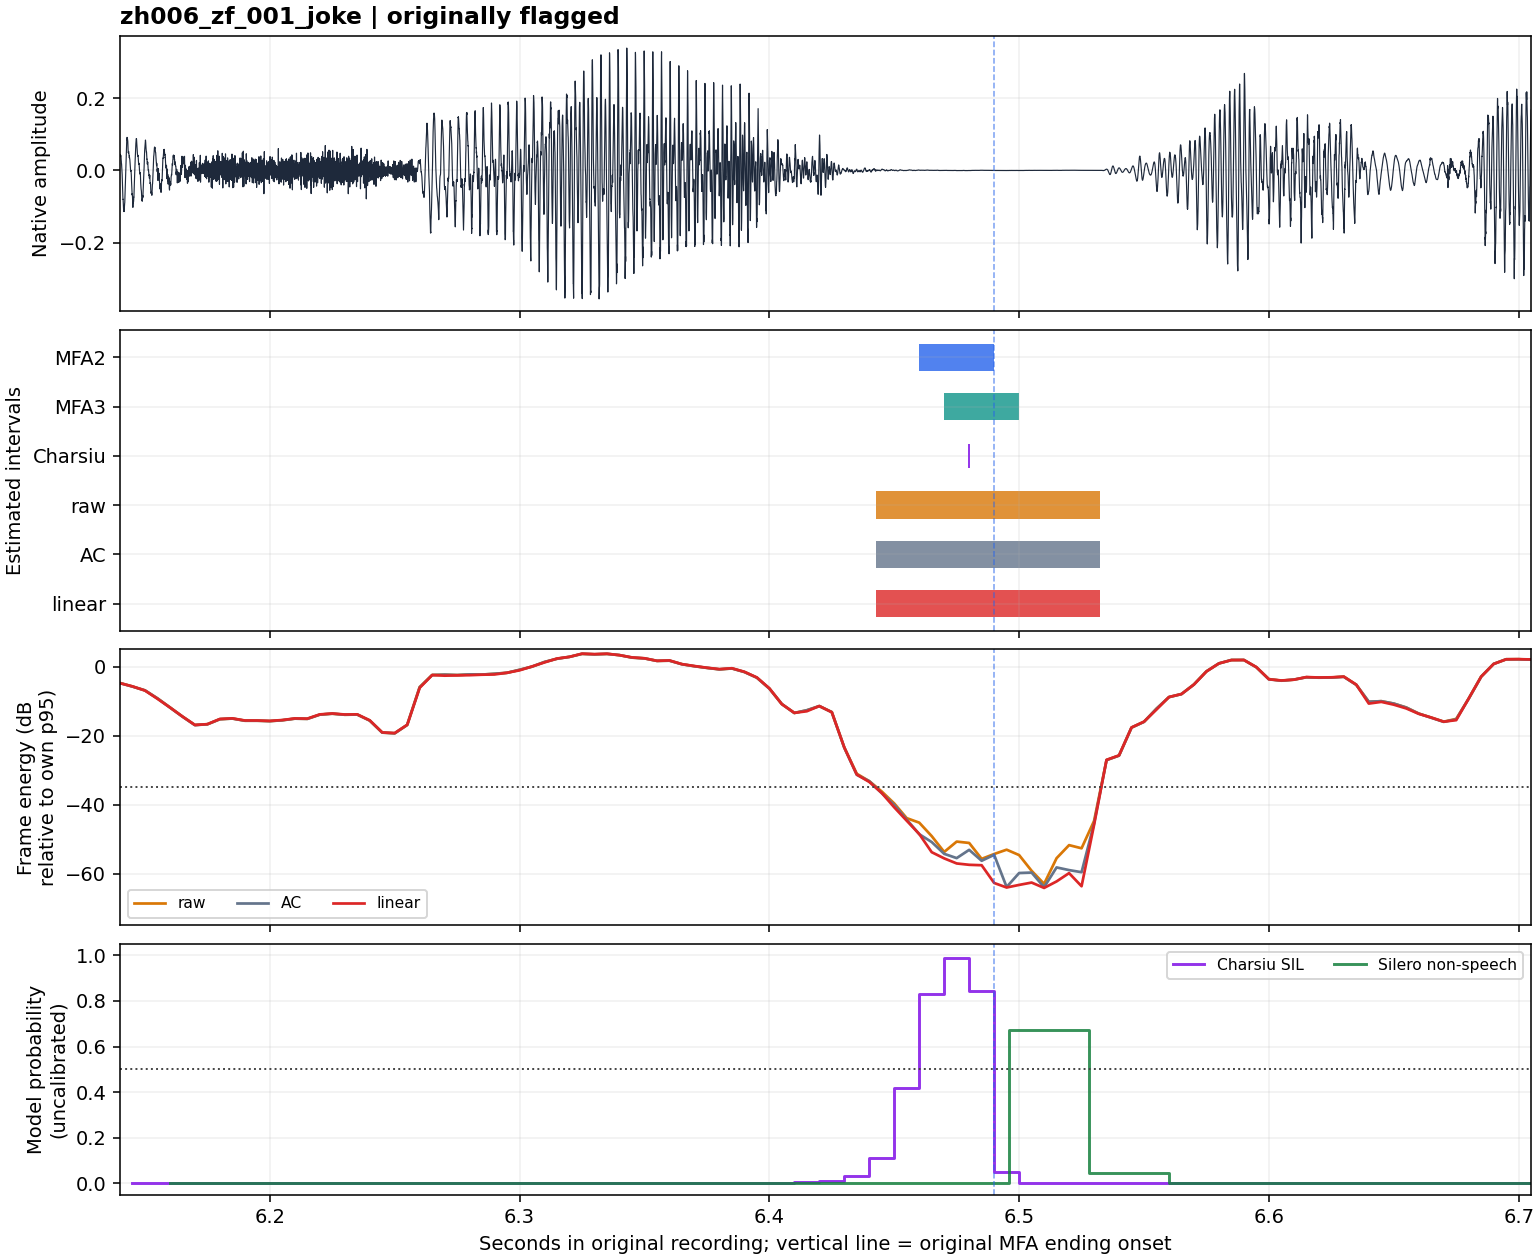 zh006_zf_001_joke | originally flagged
Native amplitude
0.2
0.0
−0.2
Estimated intervals
MFA2
MFA3
Charsiu
raw
AC
linear
Frame energy (dB
relative to own p95)
0
−20
−40
−60
raw
AC
linear
Model probability
(uncalibrated)
1.0
0.8
0.6
0.4
0.2
0.0
Charsiu SIL
Silero non-speech
6.2
6.3
6.4
6.5
6.6
6.7
Seconds in original recording; vertical line = original MFA ending onset